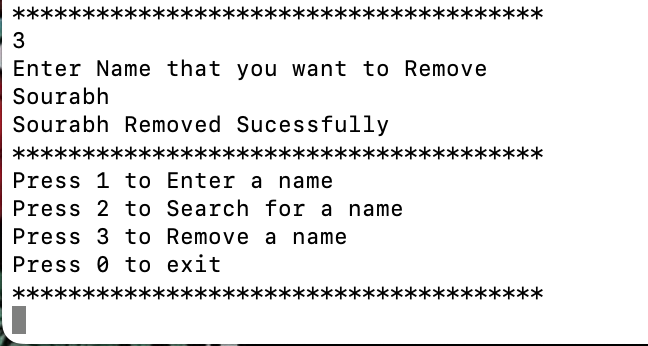 **************************************
3
Enter Name that you want to Remove
Sourabh
Sourabh Removed Sucessfully
**************************************
Press 1 to Enter a name
Press 2 to Search for a name
Press 3 to Remove a name
Press 0 to exit
**************************************